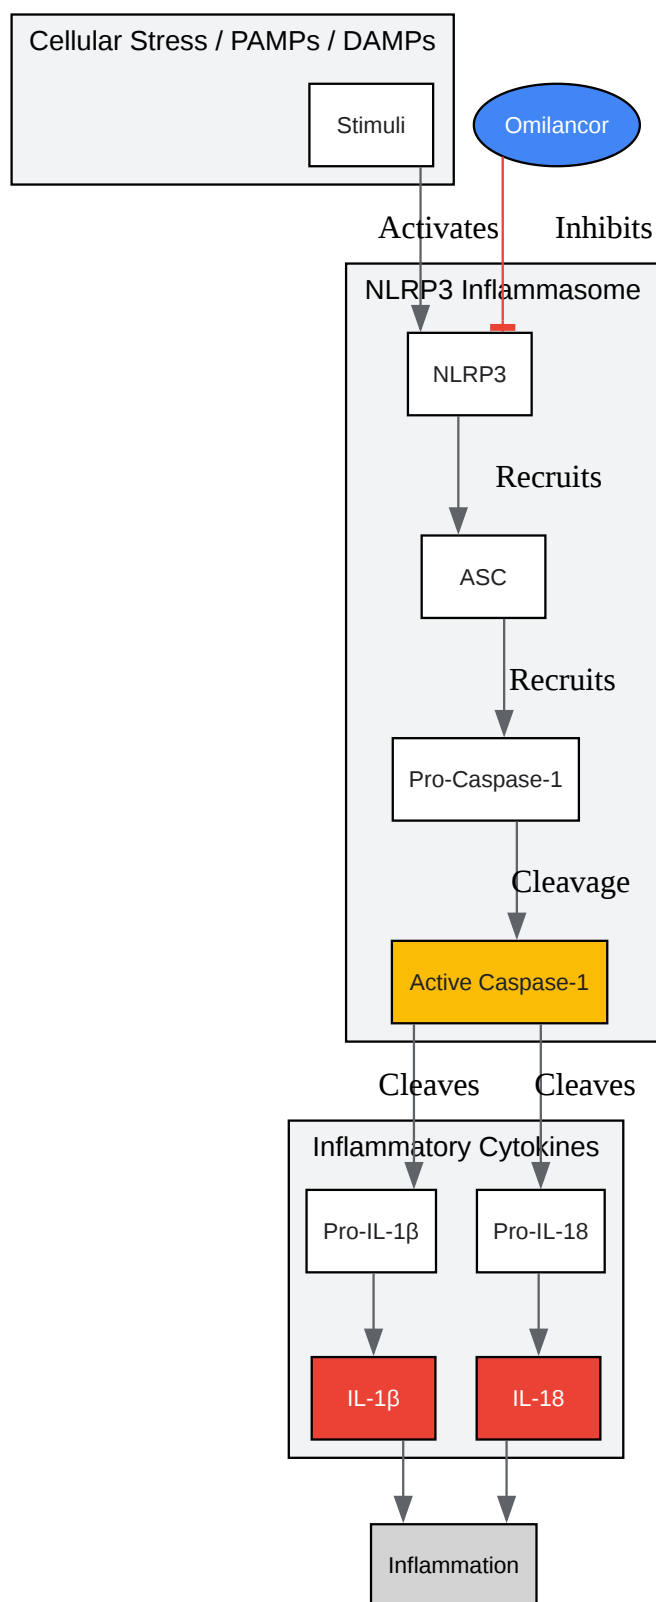 Cellular Stress / PAMPs / DAMPs
Stimuli
Omilancor
Activates
Inhibits
NLRP3 Inflammasome
NLRP3
Recruits
ASC
Recruits
Pro-Caspase-1
Cleavage
Active Caspase-1
Cleaves
Cleaves
Inflammatory Cytokines
Pro-IL-1β
Pro-IL-18
IL-1β
IL-18
Inflammation